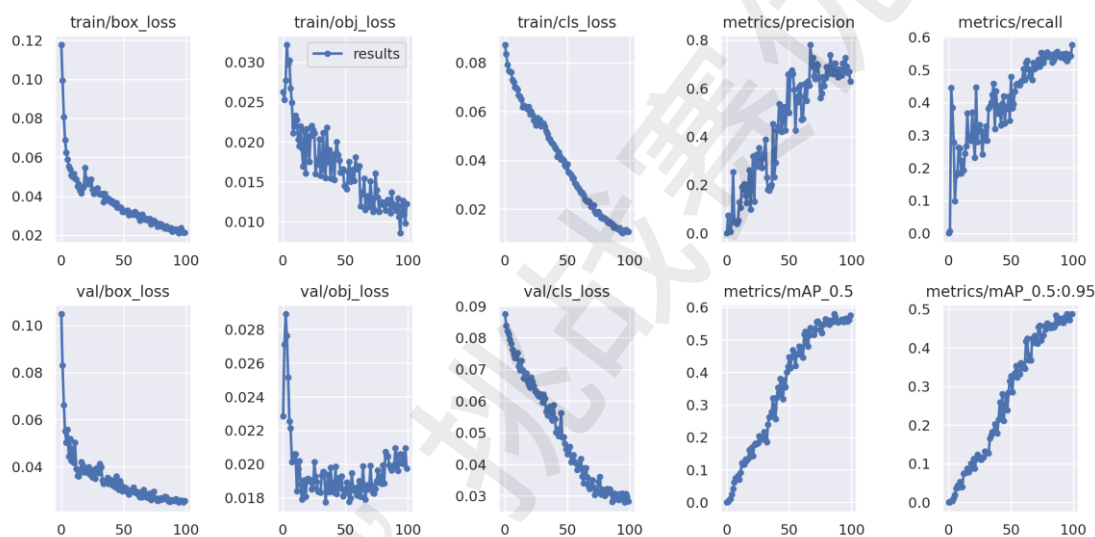 train/box_loss
train/obj_loss
train/cls_loss
metrics/precision
metrics/recall
0.12
0.10
0.08
0.06
0.04
0.02
0 50 100
results
0.030
0.025
0.020
0.015
0.010
0 50 100
0.08
0.06
0.04
0.02
0 50 100
0.8
0.6
0.4
0.2
0.0
0 50 100
0.6
0.5
0.4
0.3
0.2
0.1
0.0
0 50 100
val/box_loss
val/obj_loss
val/cls_loss
metrics/mAP_0.5
metrics/mAP_0.5:0.95
0.10
0.08
0.06
0.04
0 50 100
0.028
0.026
0.024
0.022
0.020
0.018
0 50 100
0.09
0.08
0.07
0.06
0.05
0.04
0.03
0 50 100
0.6
0.5
0.4
0.3
0.2
0.1
0.0
0 50 100
0.5
0.4
0.3
0.2
0.1
0.0
0 50 100
挑战赛